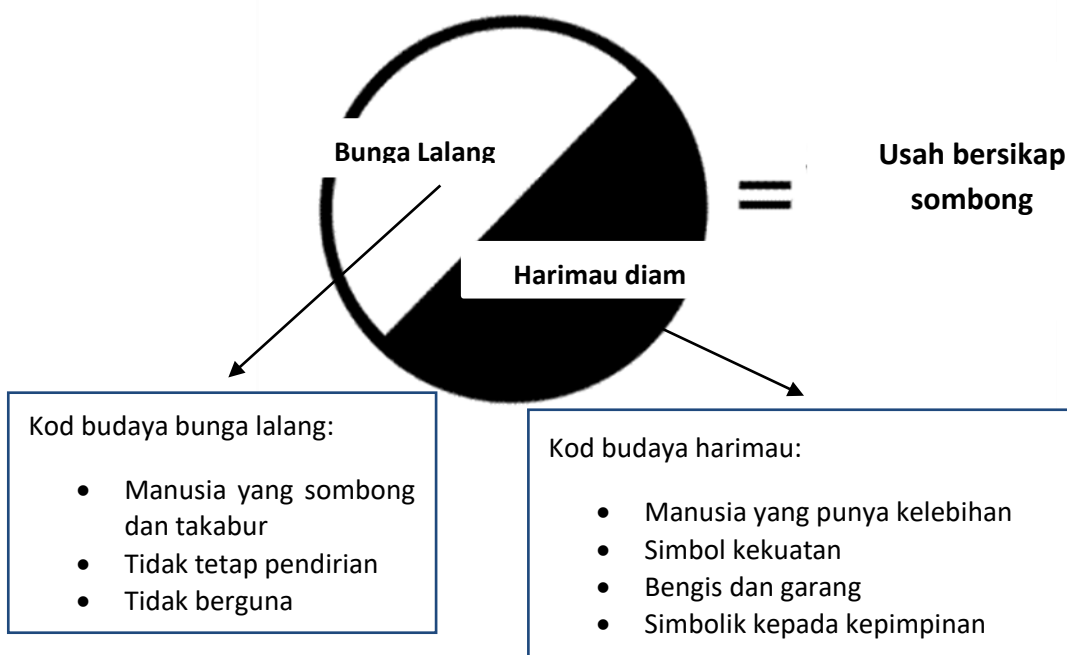 Bunga Lalang
Harimau diam
=
Usah bersikap
sombong
Kod budaya bunga lalang:
• Manusia yang sombong
dan takabur
• Tidak tetap pendirian
• Tidak berguna
Kod budaya harimau:
• Manusia yang punya kelebihan
• Simbol kekuatan
• Bengis dan garang
• Simbolik kepada kepimpinan